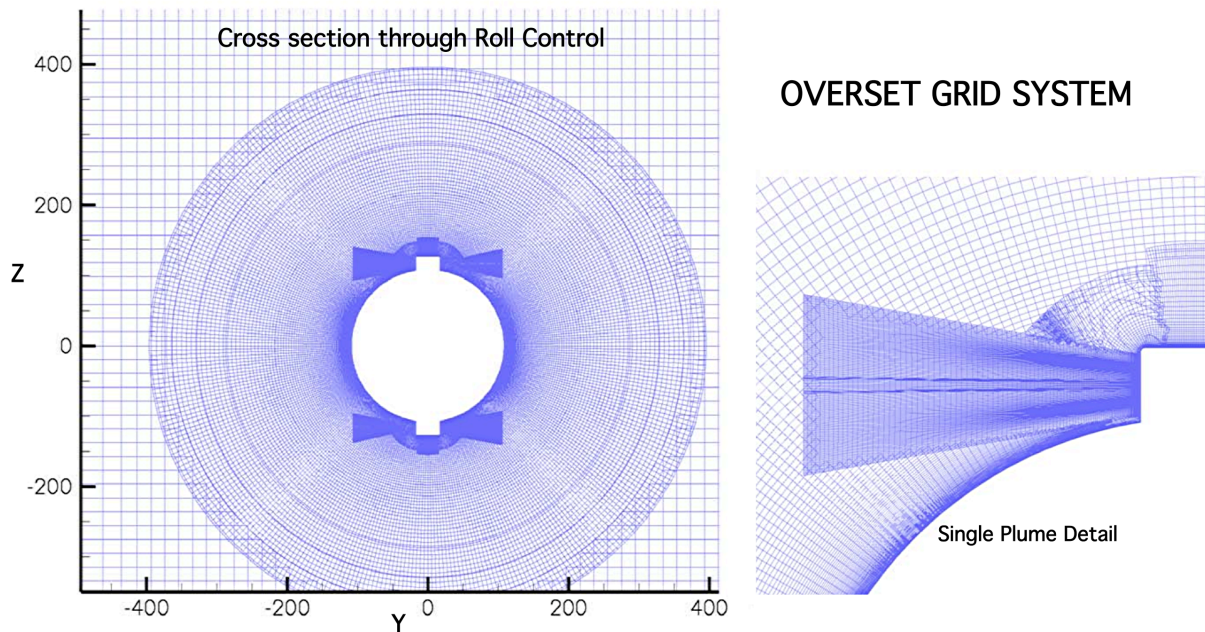 Cross section through Roll Control
OVERSET GRID SYSTEM
400
200
Z
0
-200
-400
-200
0
200
400
Y
Single Plume Detail